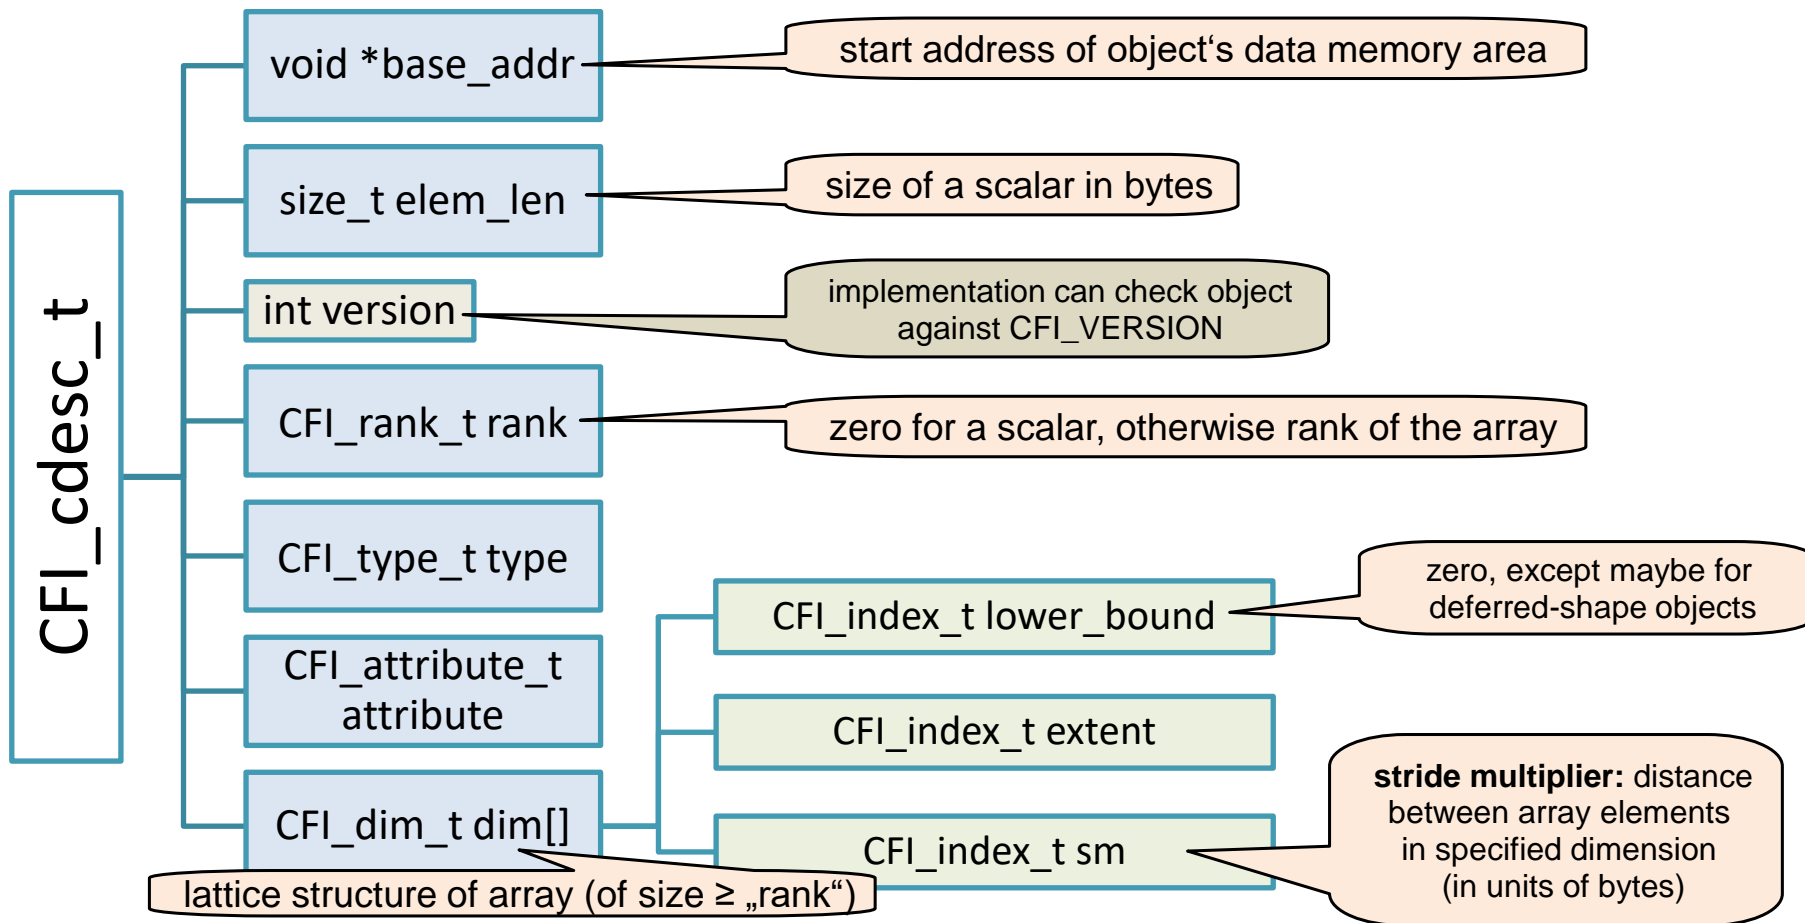 CFI_cdesc_t
void *base_addr
start address of object‘s data memory area
size_t elem_len
size of a scalar in bytes
int version
implementation can check object
against CFI_VERSION
CFI_rank_t rank
zero for a scalar, otherwise rank of the array
CFI_type_t type
CFI_attribute_t
attribute
CFI_dim_t dim[]
lattice structure of array (of size ≥ „rank“)
CFI_index_t lower_bound
zero, except maybe for
deferred-shape objects
CFI_index_t extent
CFI_index_t sm
stride multiplier: distance
between array elements
in specified dimension
(in units of bytes)